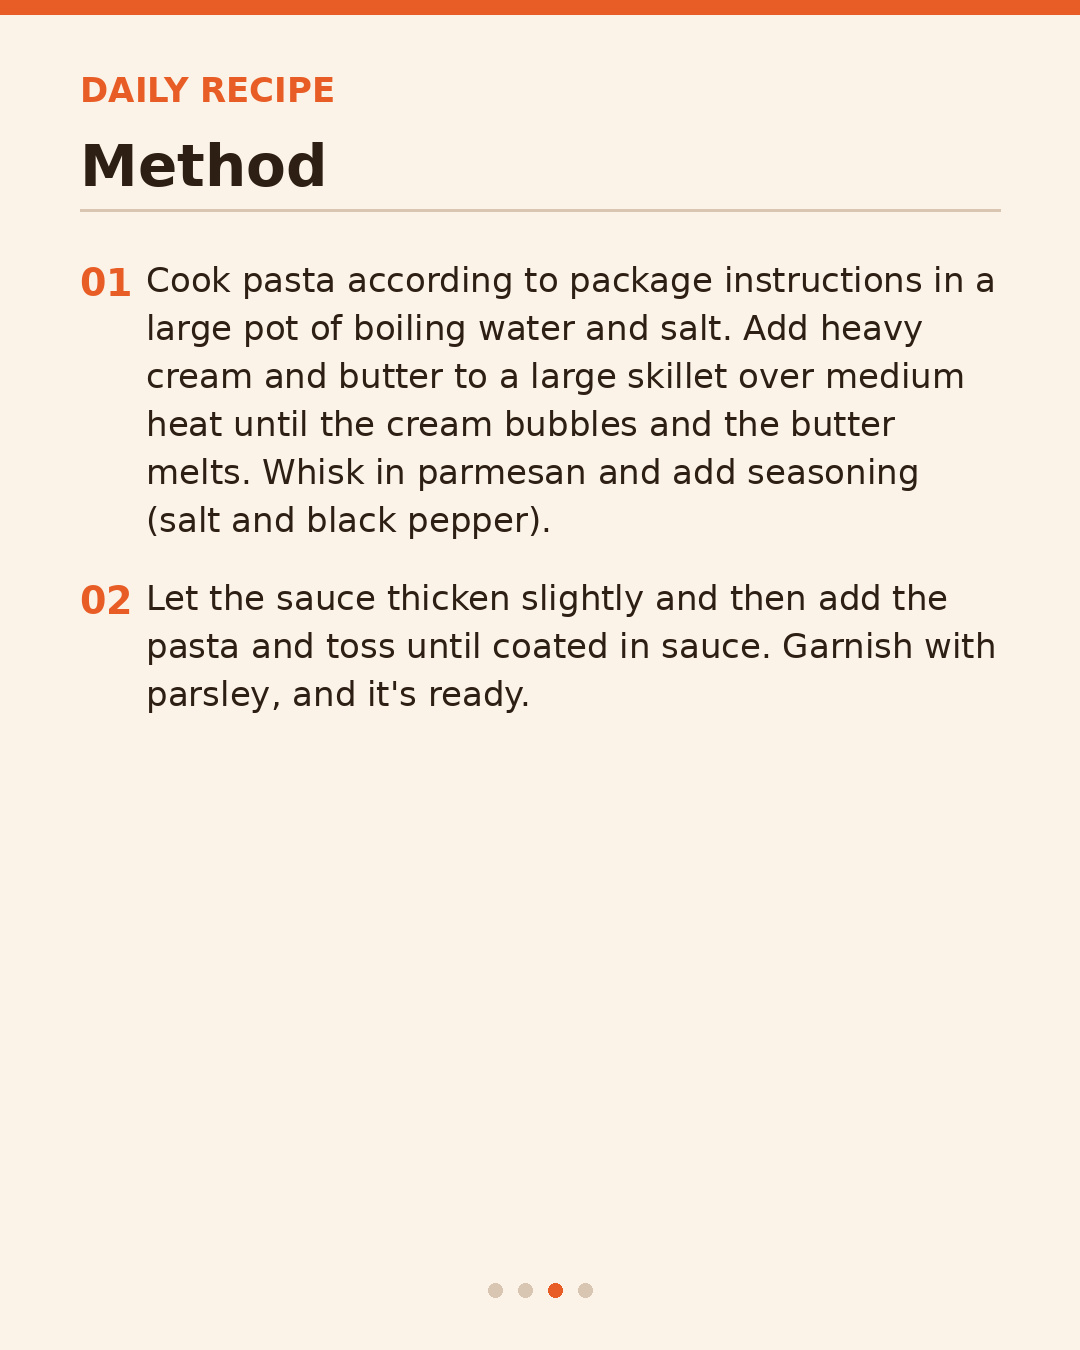 DAILY RECIPE
Method
01 Cook pasta according to package instructions in a
large pot of boiling water and salt. Add heavy
cream and butter to a large skillet over medium
heat until the cream bubbles and the butter
melts. Whisk in parmesan and add seasoning
(salt and black pepper).
02 Let the sauce thicken slightly and then add the
pasta and toss until coated in sauce. Garnish with
parsley, and it's ready.